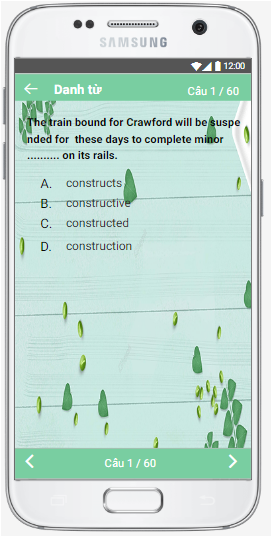 SAMSUNG
12:00
Danh từ
Câu 1 / 60
The train bound for Crawford will be suspe
nded for these days to complete minor
.......... on its rails.
A. constructs
B. constructive
C. constructed
D. construction
Câu 1 / 60